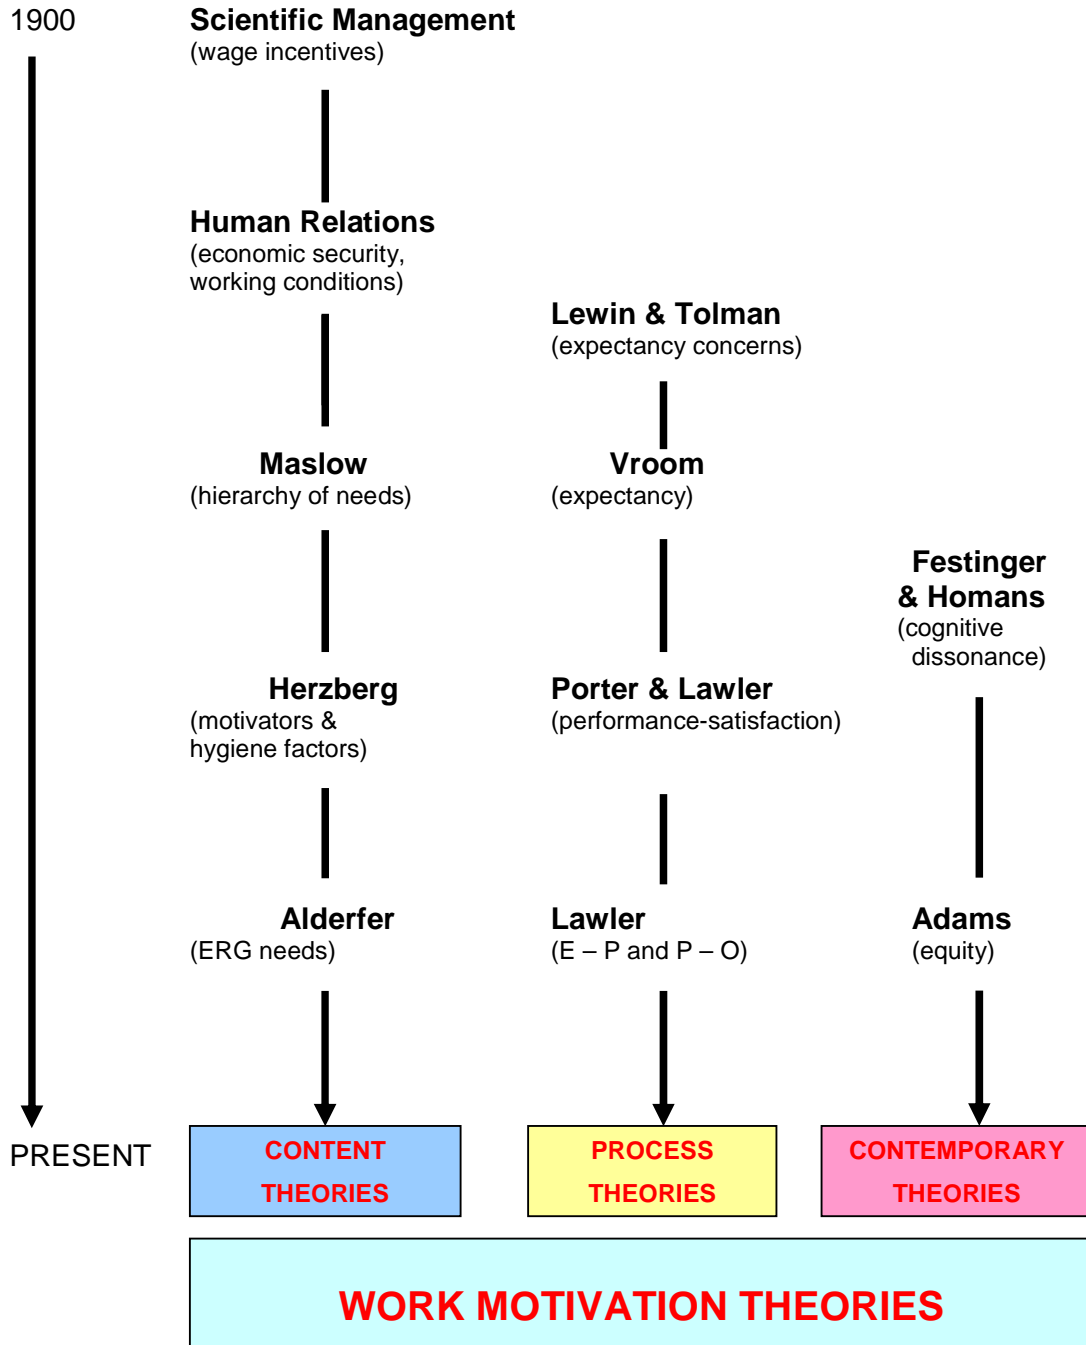 1900
Scientific Management
(wage incentives)
Human Relations
(economic security,
working conditions)
Lewin & Tolman
(expectancy concerns)
Maslow
(hierarchy of needs)
Vroom
(expectancy)
Festinger
& Homans
(cognitive
dissonance)
Herzberg
(motivators &
hygiene factors)
Porter & Lawler
(performance-satisfaction)
Alderfer
(ERG needs)
Lawler
(E – P and P – O)
Adams
(equity)
PRESENT
CONTENT
THEORIES
PROCESS
THEORIES
CONTEMPORARY
THEORIES
WORK MOTIVATION THEORIES